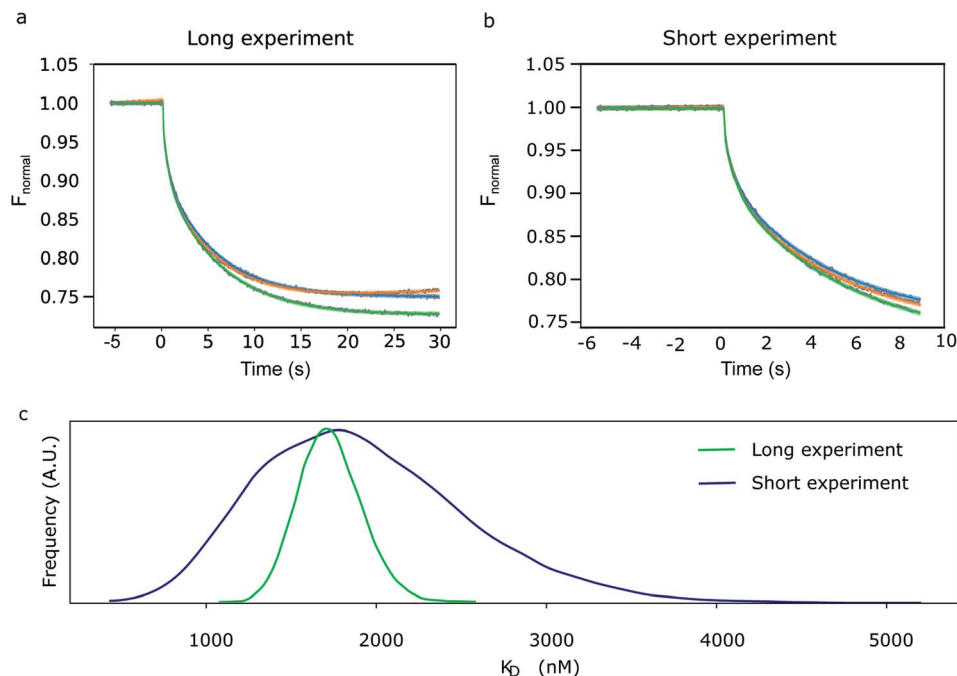 a
Long experiment
1.05
1.00
0.95
0.90
0.85
0.80
0.75
F_normal
-5 0 5 10 15 20 25 30
Time (s)
b
Short experiment
1.05
1.00
0.95
0.90
0.85
0.80
0.75
F_normal
-6 -4 -2 0 2 4 6 8 10
Time (s)
c
Frequency (A.U.)
Long experiment
Short experiment
1000 2000 3000 4000 5000
K_D (nM)